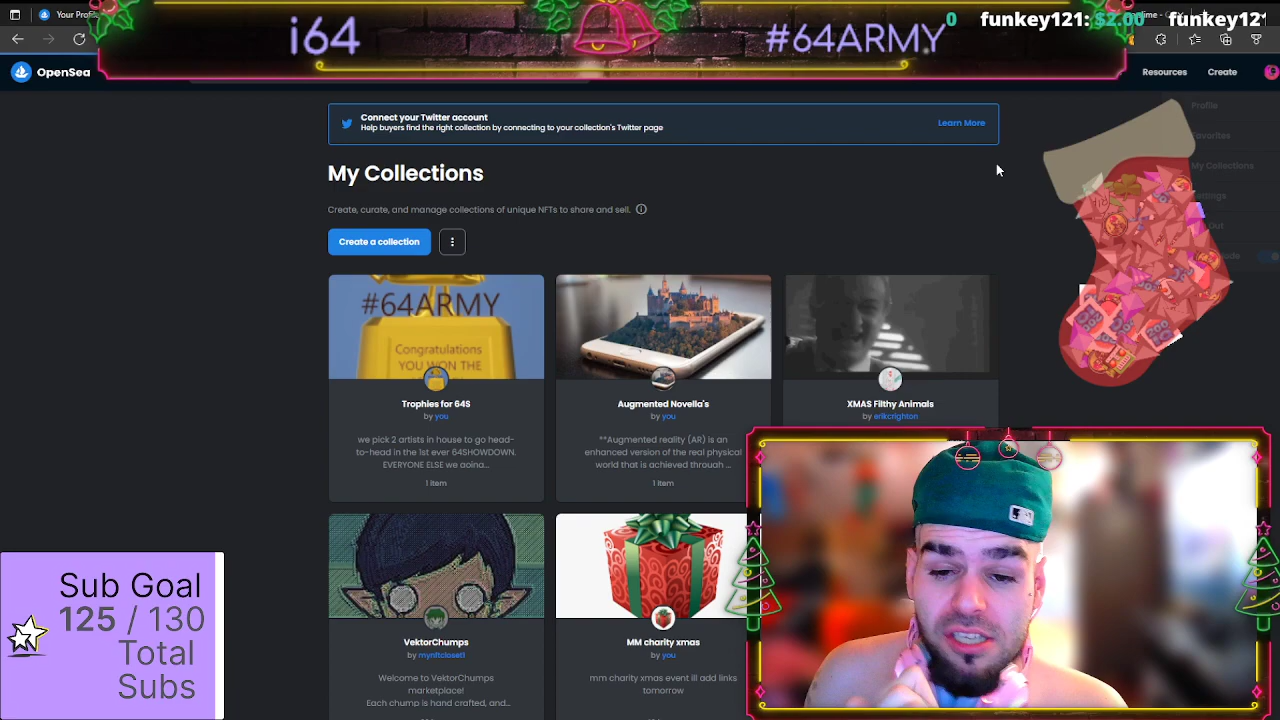 Your Profi
i64
#64ARMY
0 funkey121: $2.00 funkey12
OpenSea
Resources
Create
Profile
Favorites
My Collections
Connect your Twitter account
Help buyers find the right collection by connecting to your collection's Twitter page
Learn More
My Collections
Create, curate, and manage collections of unique NFTs to share and sell.
Create a collection
#64ARMY
Congratulations
YOU WON THE
Trophies for 64S
by you
we pick 2 artists in house to go head-
to-head in the 1st ever 64SHOWDOWN.
EVERYONE ELSE we going...
1 item
Augmented Novella's
by you
**Augmented reality (AR) is an
enhanced version of the real physical
world that is achieved through ...
1 item
XMAS Filthy Animals
by erikcrighton
VektorChumps
by mynftcloset1
Welcome to VektorChumps
marketplace!
Each chump is hand crafted, and...
MM charity xmas
by you
mm charity xmas event ill add links
tomorrow
Sub Goal
125 / 130
Total
Subs